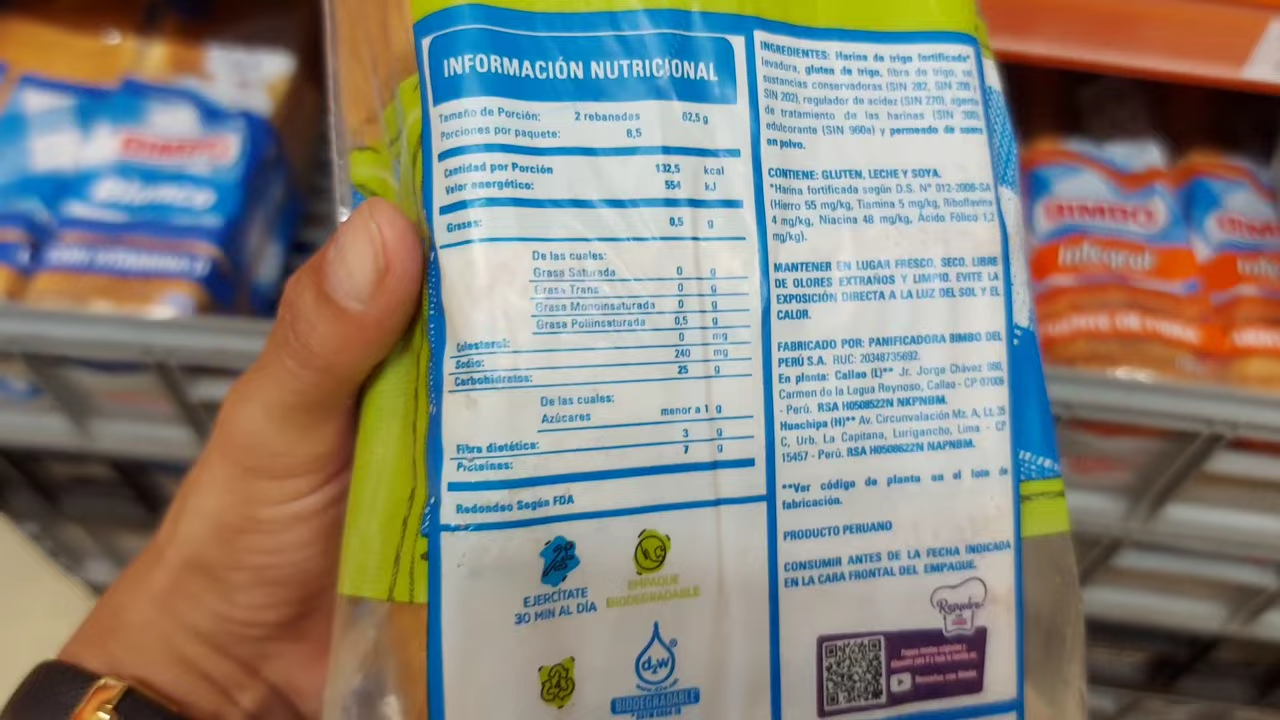 INFORMACIÓN NUTRICIONAL
Tamaño de Porción: 2 rebanadas 62,5 g
Porciones por paquete: 8,5
Cantidad por Porción 132,5 kcal
Valor energético: 554 kJ
Grasas: 0,5 g
De las cuales:
Grasa Saturada 0 g
Grasa Trans 0 g
Grasa Monoinsaturada 0 g
Grasa Poliinsaturada 0,5 g
Colesterol: 0 mg
Sodio: 240 mg
Carbohidratos: 25 g
De las cuales:
Azúcares menor a 1 g
Fibra dietética: 3 g
Proteínas: 7 g
Redondeo Según FDA
EJERCÍTATE
30 MIN AL DÍA
EMPAQUE
BIODEGRADABLE
d2w
BIODEGRADABLE
INGREDIENTES: Harina de trigo fortificada*
levadura, gluten de trigo, fibra de trigo, sal,
sustancias conservadoras (SIN 282, SIN 200
SIN 202), regulador de acidez (SIN 270), agente
de tratamiento de las harinas (SIN 300)
edulcorante (SIN 960a) y permeado de suero
en polvo.
CONTIENE: GLUTEN, LECHE Y SOYA.
*Harina fortificada según D.S. N° 012-2006-SA
(Hierro 55 mg/kg, Tiamina 5 mg/kg, Riboflavina
4 mg/kg, Niacina 48 mg/kg, Ácido Fólico 1,2
mg/kg).
MANTENER EN LUGAR FRESCO, SECO, LIBRE
DE OLORES EXTRAÑOS Y LIMPIO. EVITE LA
EXPOSICIÓN DIRECTA A LA LUZ DEL SOL Y EL
CALOR.
FABRICADO POR: PANIFICADORA BIMBO DEL
PERÚ S.A. RUC: 20348735692.
En planta: Callao (L)** Jr. Jorge Chávez
Carmen de la Legua Reynoso, Callao - CP 07006
- Perú. RSA H0508522N NXPNBM.
Huachipa (H)** Av. Circunvalación Mz. A, Lt. 35
C, Urb. La Capitana, Lurigancho, Lima - CP
15457 - Perú. RSA H0508622N NAPNBM.
**Ver código de planta en el lote de
fabricación.
PRODUCTO PERUANO
CONSUMIR ANTES DE LA FECHA INDICADA
EN LA CARA FRONTAL DEL EMPAQUE.
BIMBO
Blanco
BIMBO
Integral